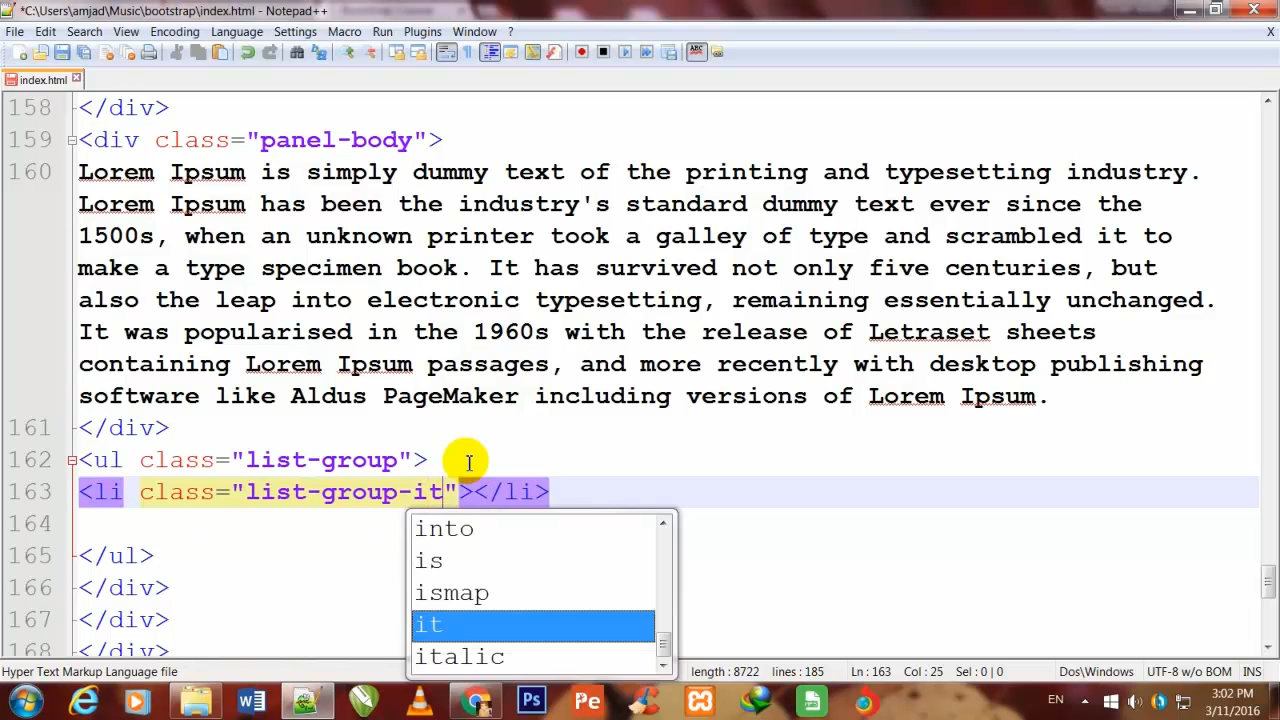 *C:\Users\amjad\Music\bootstrap\index.html - Notepad++
File Edit Search View Encoding Language Settings Macro Run Plugins Window ? X
index.html
158 </div>
159 <div class="panel-body">
160 Lorem Ipsum is simply dummy text of the printing and typesetting industry.
Lorem Ipsum has been the industry's standard dummy text ever since the
1500s, when an unknown printer took a galley of type and scrambled it to
make a type specimen book. It has survived not only five centuries, but
also the leap into electronic typesetting, remaining essentially unchanged.
It was popularised in the 1960s with the release of Letraset sheets
containing Lorem Ipsum passages, and more recently with desktop publishing
software like Aldus PageMaker including versions of Lorem Ipsum.
161 </div>
162 <ul class="list-group">
163 <li class="list-group-it"></li>
164
into
is
ismap
it
italic
165 </ul>
166 </div>
167 </div>
168 </div>
Hyper Text Markup Language file length : 8722 lines : 185 Ln : 163 Col : 25 Sel : 0 | 0 Dos\Windows UTF-8 w/o BOM INS
EN 3:02 PM
3/11/2016